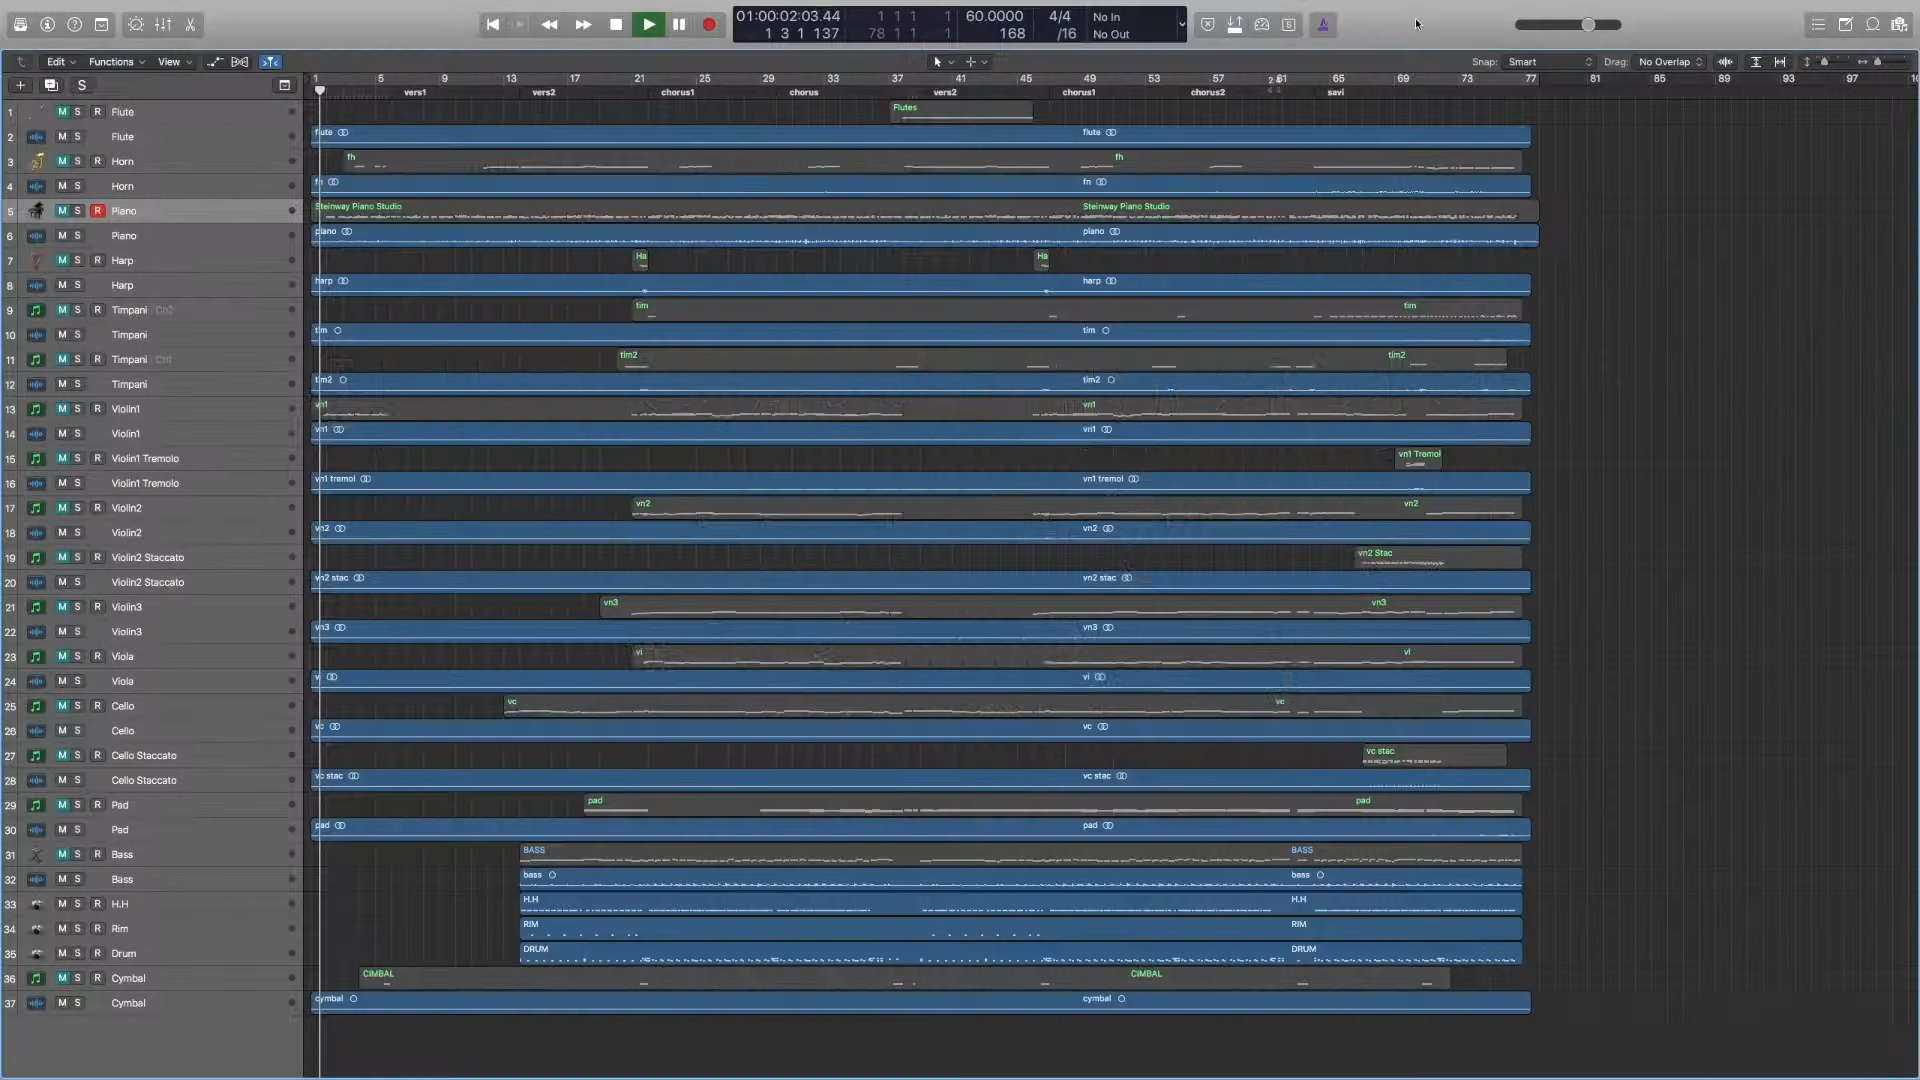 01:00:02:03.44 1 1 1 1 60.0000 4/4 No In
1 3 1 137 78 1 1 1 168 /16 No Out
Edit Functions View Snap: Smart Drag: No Overlap
S
1 5 9 13 17 21 25 29 33 37 41 45 49 53 57 61 65 69 73 77 81 85 89 93 97
vers1 vers2 chorus1 chorus vers2 chorus1 chorus2 savi
1 M S R Flute Flutes
2 M S Flute flute flute
3 M S R Horn fh fh
4 M S Horn fn fn
5 M S R Piano Steinway Piano Studio Steinway Piano Studio
6 M S Piano piano piano
7 M S R Harp Ha Ha
8 M S Harp harp harp
9 M S R Timpani Ch2 tim tim
10 M S Timpani tim tim
11 M S R Timpani tim2 tim2
12 M S Timpani tim2 tim2
13 M S R Violin1 vn1 vn1
14 M S Violin1 vn1 vn1
15 M S R Violin1 Tremolo vn1 Tremol
16 M S Violin1 Tremolo vn1 tremol vn1 tremol
17 M S R Violin2 vn2 vn2
18 M S Violin2 vn2 vn2
19 M S R Violin2 Staccato vn2 Stac
20 M S Violin2 Staccato vn2 stac vn2 stac
21 M S R Violin3 vn3 vn3
22 M S Violin3 vn3 vn3
23 M S R Viola vi vi
24 M S Viola vi vi
25 M S R Cello vc vc
26 M S Cello vc vc
27 M S R Cello Staccato vc stac
28 M S Cello Staccato vc stac vc stac
29 M S R Pad pad pad
30 M S Pad pad pad
31 M S R Bass BASS BASS
32 M S Bass bass bass
33 M S R H.H H.H H.H
34 M S R Rim RIM RIM
35 M S R Drum DRUM DRUM
36 M S R Cymbal CIMBAL CIMBAL
37 M S Cymbal cymbal cymbal